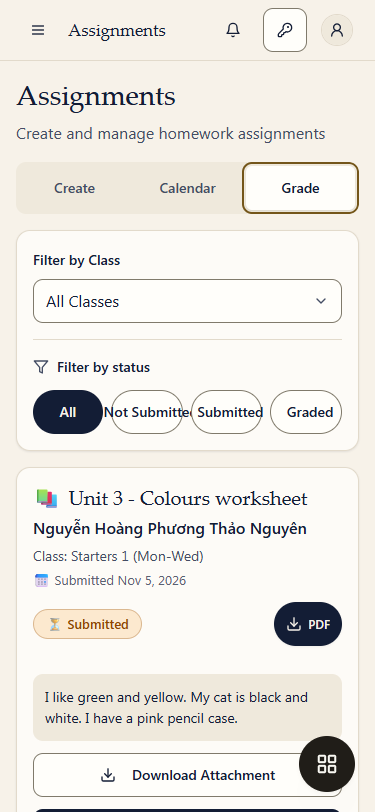 Assignments
Assignments
Create and manage homework assignments
Create
Calendar
Grade
Filter by Class
All Classes
Filter by status
All
Not Submitted
Submitted
Graded
Unit 3 - Colours worksheet
Nguyễn Hoàng Phương Thảo Nguyên
Class: Starters 1 (Mon-Wed)
Submitted Nov 5, 2026
Submitted
PDF
I like green and yellow. My cat is black and
white. I have a pink pencil case.
Download Attachment